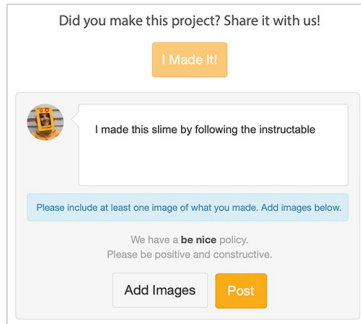 Did you make this project? Share it with us!
I Made It!
I made this slime by following the instructable
Please include at least one image of what you made. Add images below.
We have a be nice policy.
Please be positive and constructive.
Add Images
Post